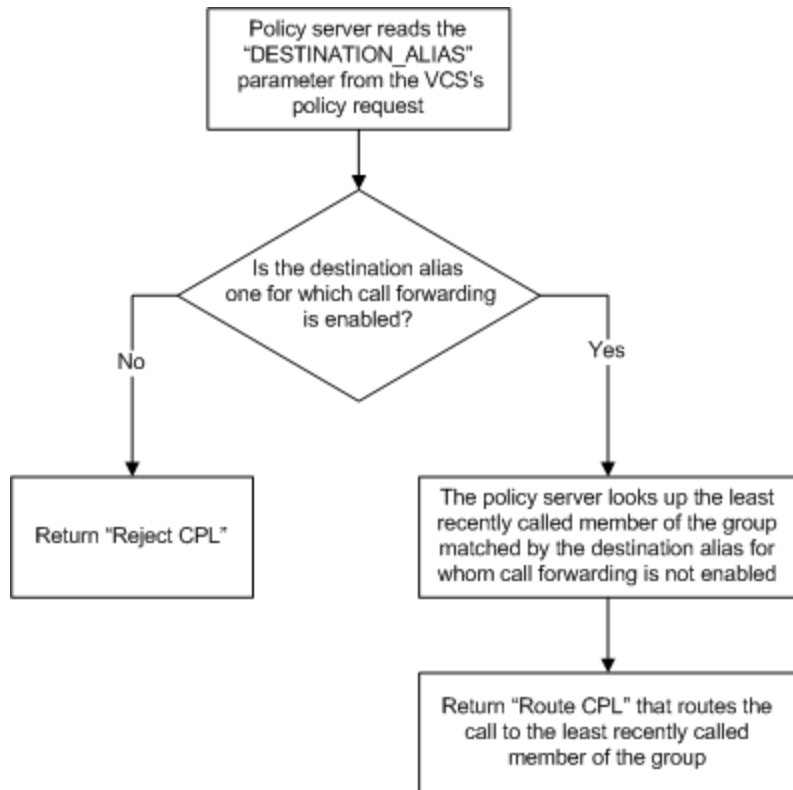 Policy server reads the
“DESTINATION_ALIAS”
parameter from the VCS’s
policy request
Is the destination alias
one for which call forwarding
is enabled?
No
Yes
Return “Reject CPL”
The policy server looks up the least
recently called member of the group
matched by the destination alias for
whom call forwarding is not enabled
Return “Route CPL” that routes the
call to the least recently called
member of the group